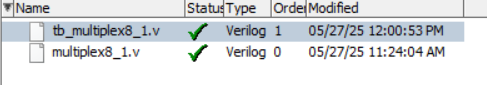 Name Status Type Order Modified
tb_multiplex8_1.v Verilog 1 05/27/25 12:00:53 PM
multiplex8_1.v Verilog 0 05/27/25 11:24:04 AM